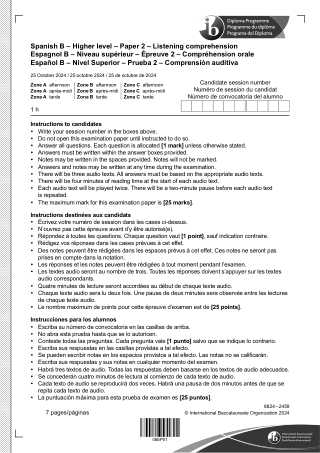 Diploma Programme
Programme du diplôme
Programa del Diploma
Spanish B – Higher level – Paper 2 – Listening comprehension
Espagnol B – Niveau supérieur – Épreuve 2 – Compréhension orale
Español B – Nivel Superior – Prueba 2 – Comprensión auditiva
25 October 2024 / 25 octobre 2024 / 25 de octubre de 2024
Zone A afternoon Zone B afternoon Zone C afternoon
Zone A après-midi Zone B après-midi Zone C après-midi
Zona A tarde Zona B tarde Zona C tarde
Candidate session number
Numéro de session du candidat
Número de convocatoria del alumno
1 h
Instructions to candidates
• Write your session number in the boxes above.
• Do not open this examination paper until instructed to do so.
• Answer all questions. Each question is allocated [1 mark] unless otherwise stated.
• Answers must be written within the answer boxes provided.
• Notes may be written in the spaces provided. Notes will not be marked.
• Answers and notes may be written at any time during the examination.
• There will be three audio texts. All answers must be based on the appropriate audio texts.
• There will be four minutes of reading time at the start of each audio text.
• Each audio text will be played twice. There will be a two-minute pause before each audio text
is repeated.
• The maximum mark for this examination paper is [25 marks].
Instructions destinées aux candidats
• Écrivez votre numéro de session dans les cases ci-dessus.
• N'ouvrez pas cette épreuve avant d'y être autorisé(e).
• Répondez à toutes les questions. Chaque question vaut [1 point], sauf indication contraire.
• Rédigez vos réponses dans les cases prévues à cet effet.
• Des notes peuvent être rédigées dans les espaces prévus à cet effet. Ces notes ne seront pas
prises en compte dans la notation.
• Les réponses et les notes peuvent être rédigées à tout moment pendant l'examen.
• Les textes audio seront au nombre de trois. Toutes les réponses doivent s'appuyer sur les textes
audio correspondants.
• Quatre minutes de lecture seront accordées au début de chaque texte audio.
• Chaque texte audio sera lu deux fois. Une pause de deux minutes sera observée entre les lectures
de chaque texte audio.
• Le nombre maximum de points pour cette épreuve d'examen est de [25 points].
Instrucciones para los alumnos
• Escriba su número de convocatoria en las casillas de arriba.
• No abra esta prueba hasta que se lo autoricen.
• Conteste todas las preguntas. Cada pregunta vale [1 punto] salvo que se indique lo contrario.
• Escriba sus respuestas en las casillas provistas a tal efecto.
• Se pueden escribir notas en los espacios provistos a tal efecto. Las notas no se calificarán.
• Escriba sus respuestas y sus notas en cualquier momento del examen.
• Habrá tres textos de audio. Todas las respuestas deben basarse en los textos de audio adecuados.
• Se concederán cuatro minutos de lectura al comienzo de cada texto de audio.
• Cada texto de audio se reproducirá dos veces. Habrá una pausa de dos minutos antes de que se
repita cada texto de audio.
• La puntuación máxima para esta prueba de examen es [25 puntos].
7 pages/páginas
8824–2438
© International Baccalaureate Organization 2024